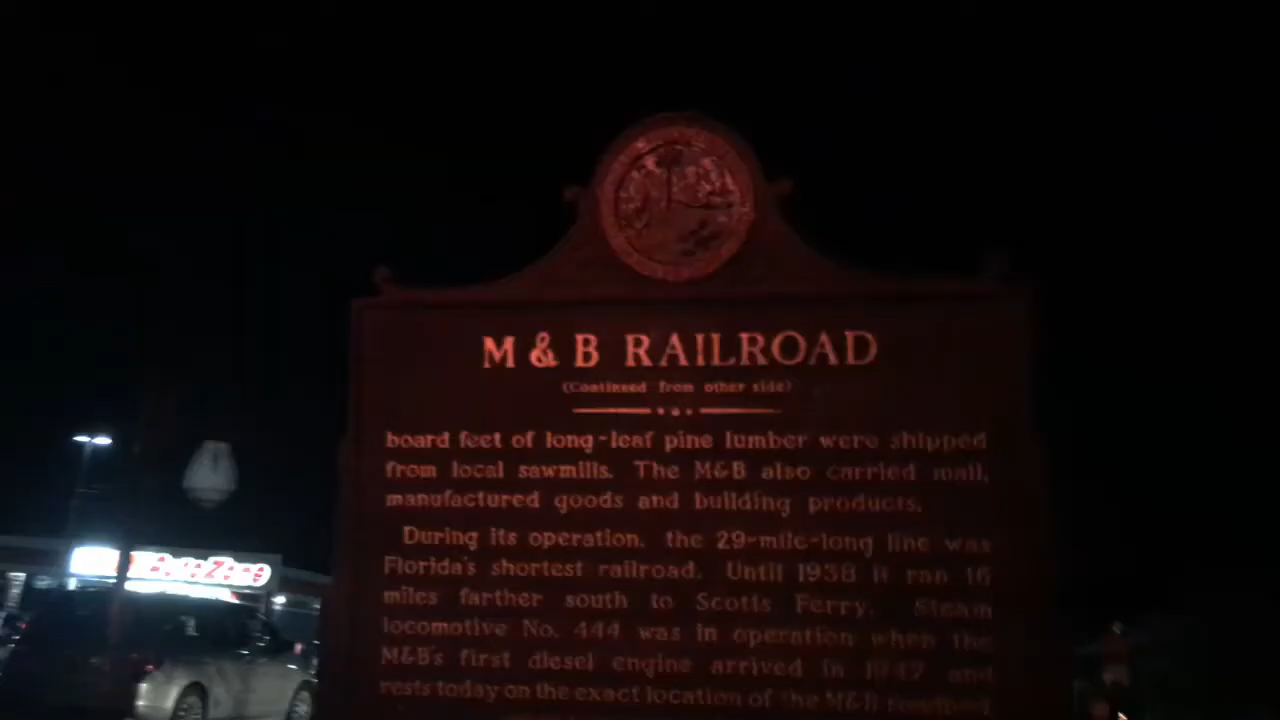 M & B RAILROAD
(Continued from other side)
board feet of long-leaf pine lumber were shipped
from local sawmills. The M&B also carried mail,
manufactured goods and building products.
During its operation, the 29-mile-long line was
Florida's shortest railroad. Until 1938 it ran 16
miles farther south to Scotts Ferry. Steam
locomotive No. 444 was in operation when the
M&B's first diesel engine arrived in 1947 and
rests today on the exact location of the M&B
AutoZone